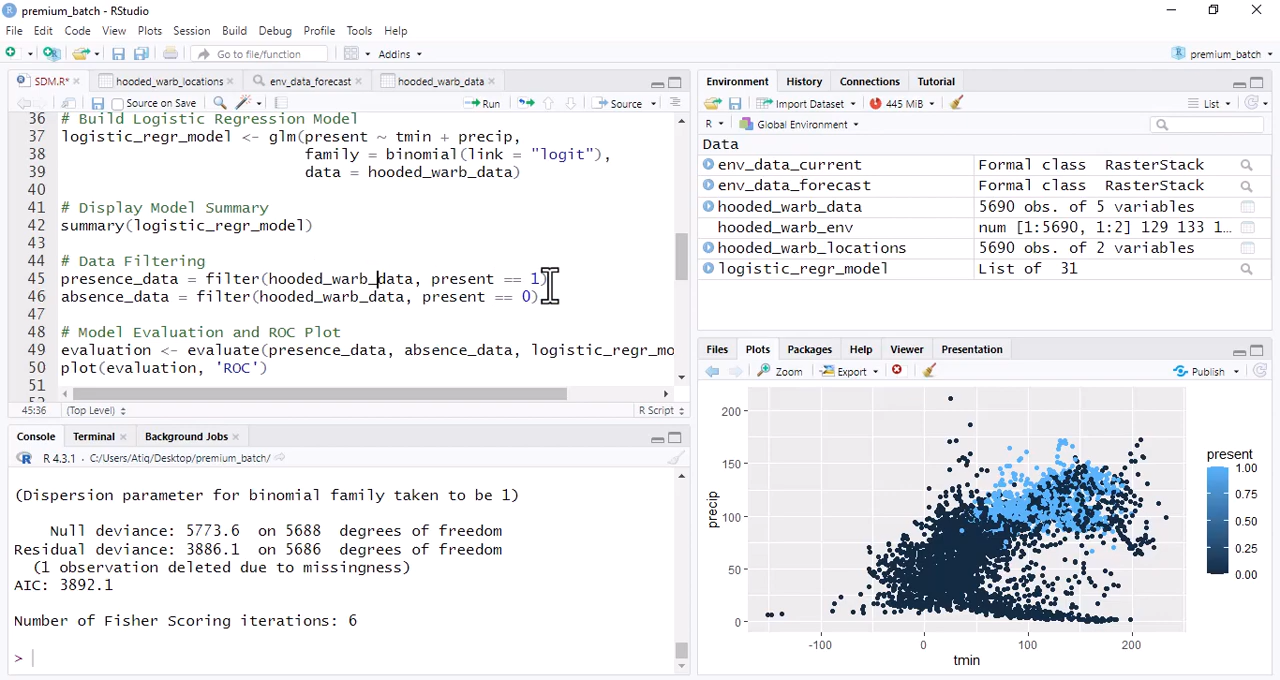 premium_batch - RStudio
File Edit Code View Plots Session Build Debug Profile Tools Help
Go to file/function Addins premium_batch
SDM.R* hooded_warb_locations env_data_forecast hooded_warb_data
Source on Save Run Source
36 # Build Logistic Regression Model
37 logistic_regr_model <- glm(present ~ tmin + precip,
38 family = binomial(link = "logit"),
39 data = hooded_warb_data)
40
41 # Display Model Summary
42 summary(logistic_regr_model)
43
44 # Data Filtering
45 presence_data = filter(hooded_warb_data, present == 1)
46 absence_data = filter(hooded_warb_data, present == 0)
47
48 # Model Evaluation and ROC Plot
49 evaluation <- evaluate(presence_data, absence_data, logistic_regr_mo
50 plot(evaluation, 'ROC')
51
45:36 (Top Level) R Script
Console Terminal Background Jobs
R 4.3.1 · C:/Users/Atiq/Desktop/premium_batch/
(Dispersion parameter for binomial family taken to be 1)
Null deviance: 5773.6 on 5688 degrees of freedom
Residual deviance: 3886.1 on 5686 degrees of freedom
(1 observation deleted due to missingness)
AIC: 3892.1
Number of Fisher Scoring iterations: 6
>
Environment History Connections Tutorial
Import Dataset 445 MiB List
R Global Environment
Data
env_data_current Formal class RasterStack
env_data_forecast Formal class RasterStack
hooded_warb_data 5690 obs. of 5 variables
hooded_warb_env num [1:5690, 1:2] 129 133 1...
hooded_warb_locations 5690 obs. of 2 variables
logistic_regr_model List of 31
Files Plots Packages Help Viewer Presentation
Zoom Export Publish
200
150
100
50
0
precip
-100 0 100 200
tmin
present
1.00
0.75
0.50
0.25
0.00